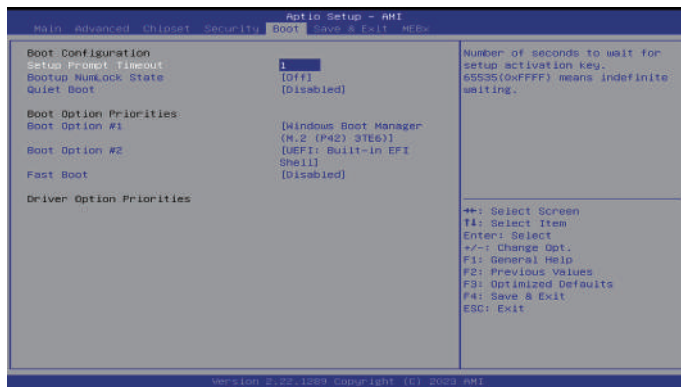 Aptio Setup - AMI
Main Advanced Chipset Security Boot Save & Exit MEBx
Boot Configuration
Setup Prompt Timeout 1
Bootup NumLock State [Off]
Quiet Boot [Disabled]
Boot Option Priorities
Boot Option #1 [Windows Boot Manager
(M.2 (P42) 3TE6)]
Boot Option #2 [UEFI: Built-in EFI
Shell]
Fast Boot [Disabled]
Driver Option Priorities
Number of seconds to wait for
setup activation key.
65535(0xFFFF) means indefinite
waiting.
→←: Select Screen
↑↓: Select Item
Enter: Select
+/-: Change Opt.
F1: General Help
F2: Previous Values
F3: Optimized Defaults
F4: Save & Exit
ESC: Exit
Version 2.22.1289 Copyright (C) 2023 AMI